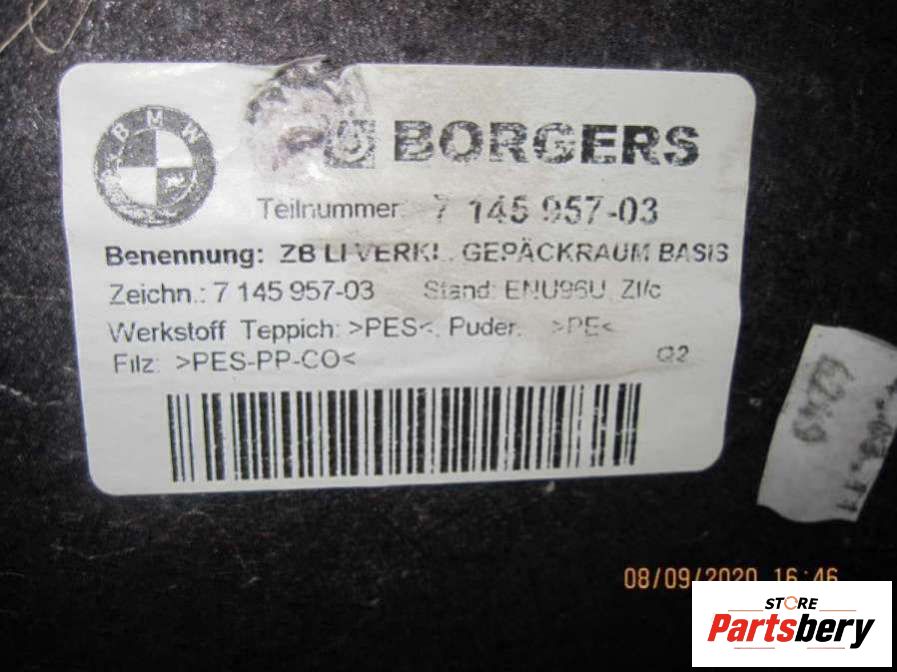 BMW
BORGERS
Teilnummer: 7 145 957-03
Benennung: ZB LI VERKL. GEPÄCKRAUM BASIS
Zeichn.: 7 145 957-03 Stand: ENU96U ZI/c
Werkstoff Teppich: >PES<, Puder: >PE<
Filz: >PES-PP-CO< Q2
08/09/2020 16:46
STORE
Partsbery